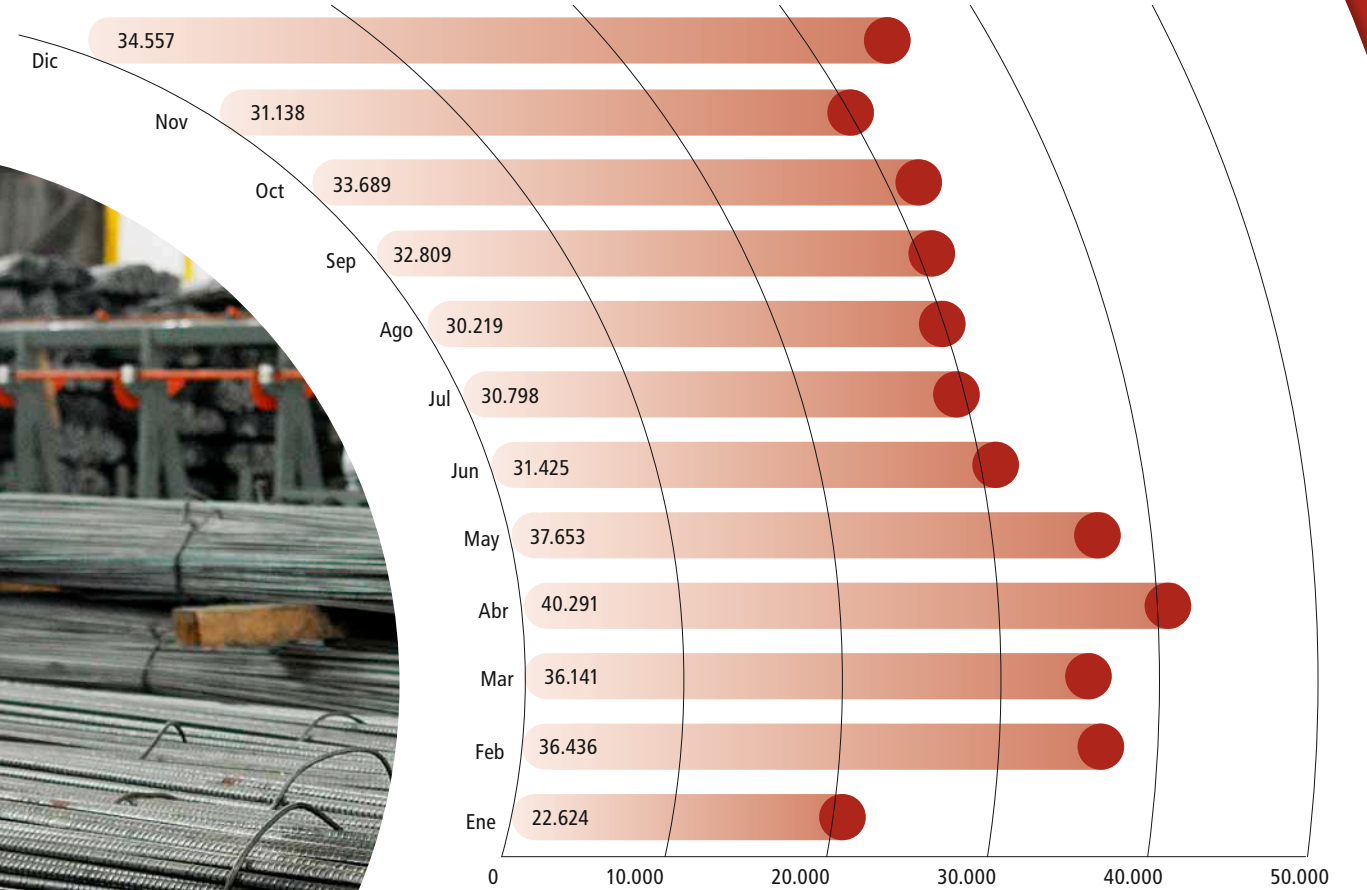 Dic 34.557
Nov 31.138
Oct 33.689
Sep 32.809
Ago 30.219
Jul 30.798
Jun 31.425
May 37.653
Abr 40.291
Mar 36.141
Feb 36.436
Ene 22.624
0 10.000 20.000 30.000 40.000 50.000